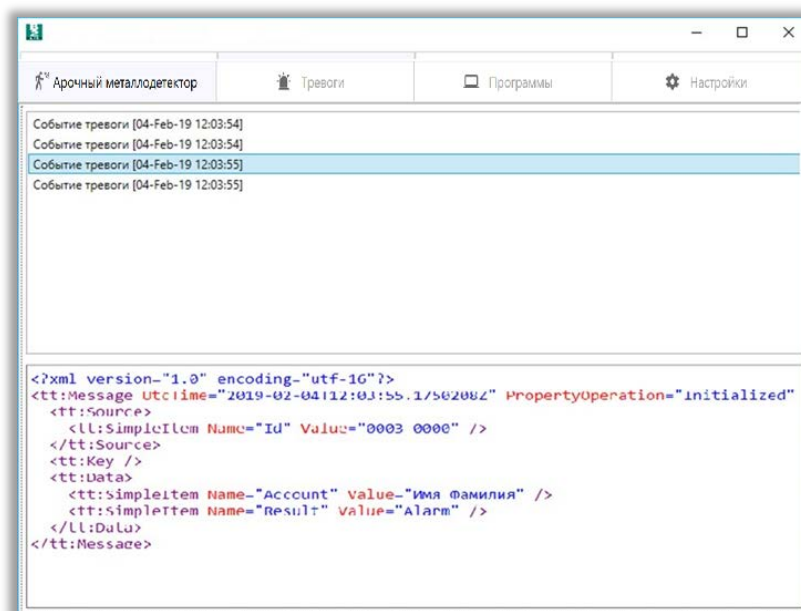 Арочный металлодетектор
Тревоги
Программы
Настройки
Событие тревоги [04-Feb-19 12:03:54]
Событие тревоги [04-Feb-19 12:03:54]
Событие тревоги [04-Feb-19 12:03:55]
Событие тревоги [04-Feb-19 12:03:55]
<?xml version="1.0" encoding="utf-16"?>
<tt:Message UtcTime="2019-02-04T12:03:55.1750208Z" PropertyOperation="Initialized"
<tt:Source>
<tt:SimpleItem Name="Id" Value="0003 0000" />
</tt:Source>
<tt:Key />
<tt:Data>
<tt:SimpleItem Name="Account" Value="Имя Фамилия" />
<tt:SimpleItem Name="Result" Value="Alarm" />
</tt:Data>
</tt:Message>